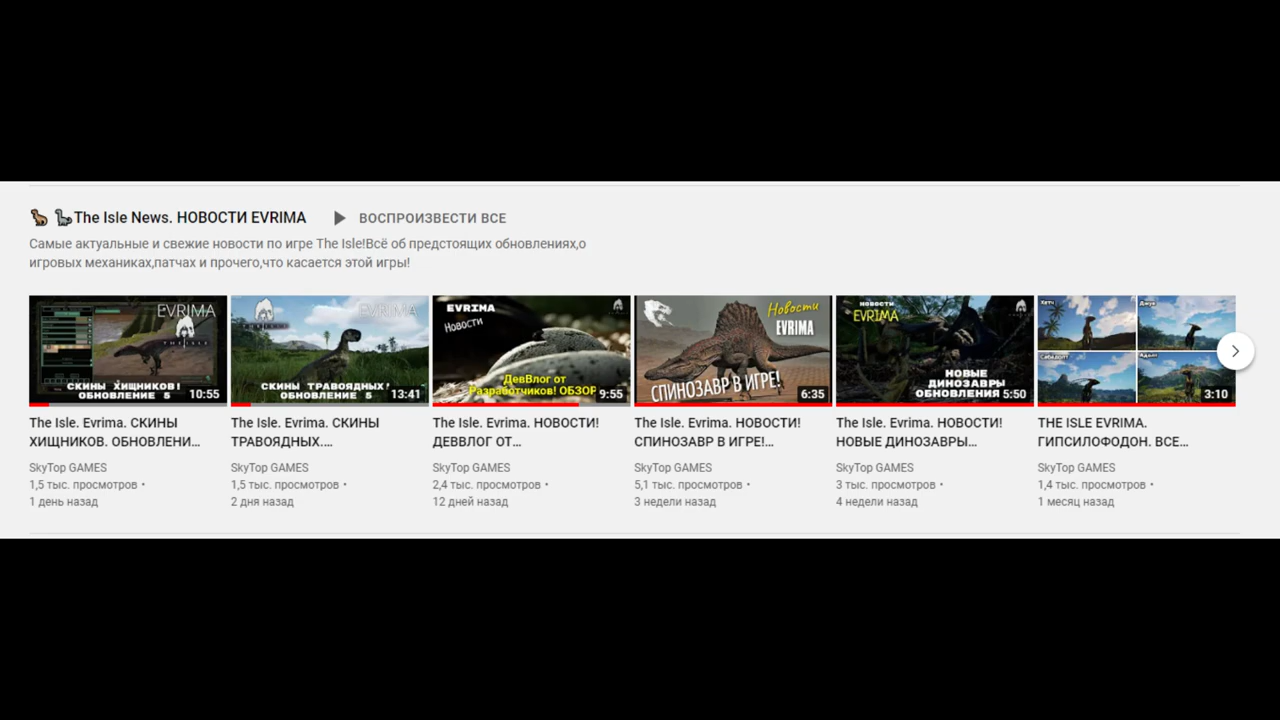 The Isle News. НОВОСТИ EVRIMA
ВОСПРОИЗВЕСТИ ВСЕ
Самые актуальные и свежие новости по игре The Isle!Всё об предстоящих обновлениях,о
игровых механиках,патчах и прочего,что касается этой игры!
EVRIMA
THE ISLE
СКИНЫ ХИЩНИКОВ!
ОБНОВЛЕНИЕ 5
10:55
EVRIMA
СКИНЫ ТРАВОЯДНЫХ!
ОБНОВЛЕНИЕ 5
13:41
EVRIMA
Новости
ДевВлог от
Разработчиков! ОБЗОР
9:55
Новости
EVRIMA
СПИНОЗАВР В ИГРЕ!
6:35
НОВОСТИ
EVRIMA
НОВЫЕ
ДИНОЗАВРЫ
ОБНОВЛЕНИЯ
5:50
Хетч
Джув
Сабадолт
Адолт
3:10
The Isle. Evrima. СКИНЫ
ХИЩНИКОВ. ОБНОВЛЕНИ...
SkyTop GAMES
1,5 тыс. просмотров •
1 день назад
The Isle. Evrima. СКИНЫ
ТРАВОЯДНЫХ....
SkyTop GAMES
1,5 тыс. просмотров •
2 дня назад
The Isle. Evrima. НОВОСТИ!
ДЕВВЛОГ ОТ...
SkyTop GAMES
2,4 тыс. просмотров •
12 дней назад
The Isle. Evrima. НОВОСТИ!
СПИНОЗАВР В ИГРЕ!...
SkyTop GAMES
5,1 тыс. просмотров •
3 недели назад
The Isle. Evrima. НОВОСТИ!
НОВЫЕ ДИНОЗАВРЫ...
SkyTop GAMES
3 тыс. просмотров •
4 недели назад
THE ISLE EVRIMA.
ГИПСИЛОФОДОН. ВСЕ...
SkyTop GAMES
1,4 тыс. просмотров •
1 месяц назад